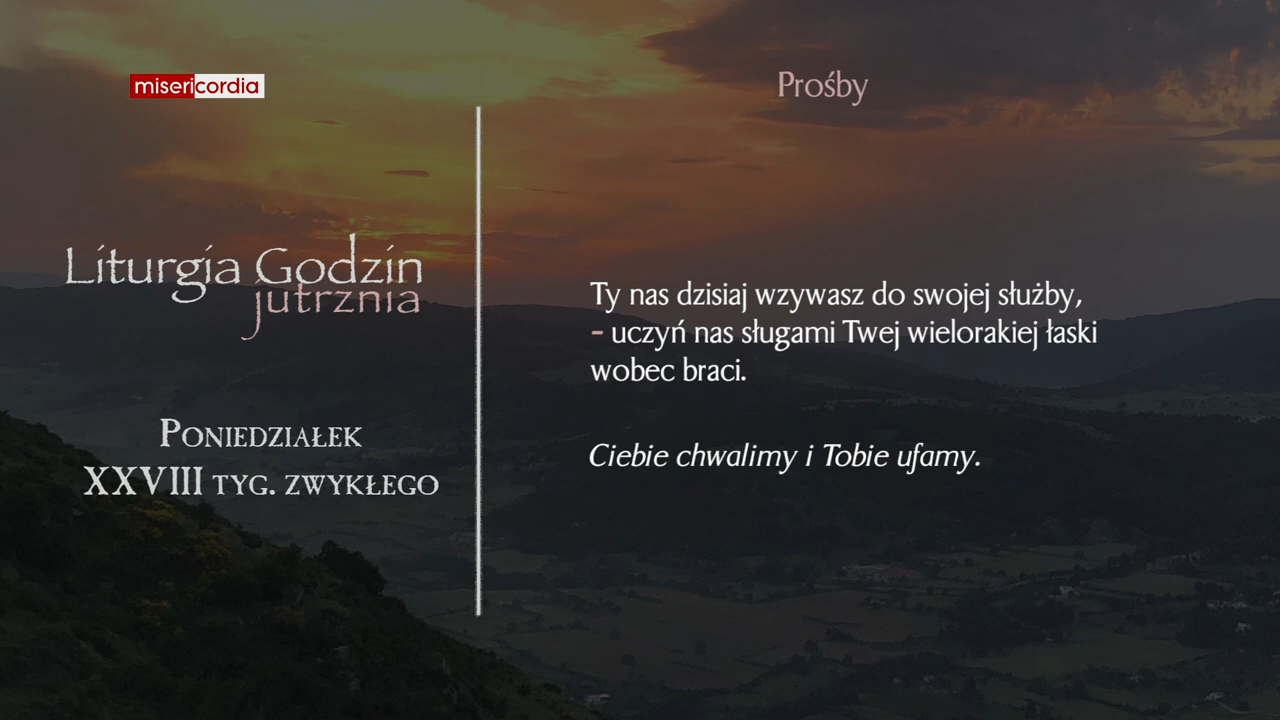 misericordia
Prośby
Liturgia Godzin
jutrznia
Poniedziałek
XXVIII tyg. zwykłego
Ty nas dzisiaj wzywasz do swojej służby,
- uczyń nas sługami Twej wielorakiej łaski
wobec braci.
Ciebie chwalimy i Tobie ufamy.